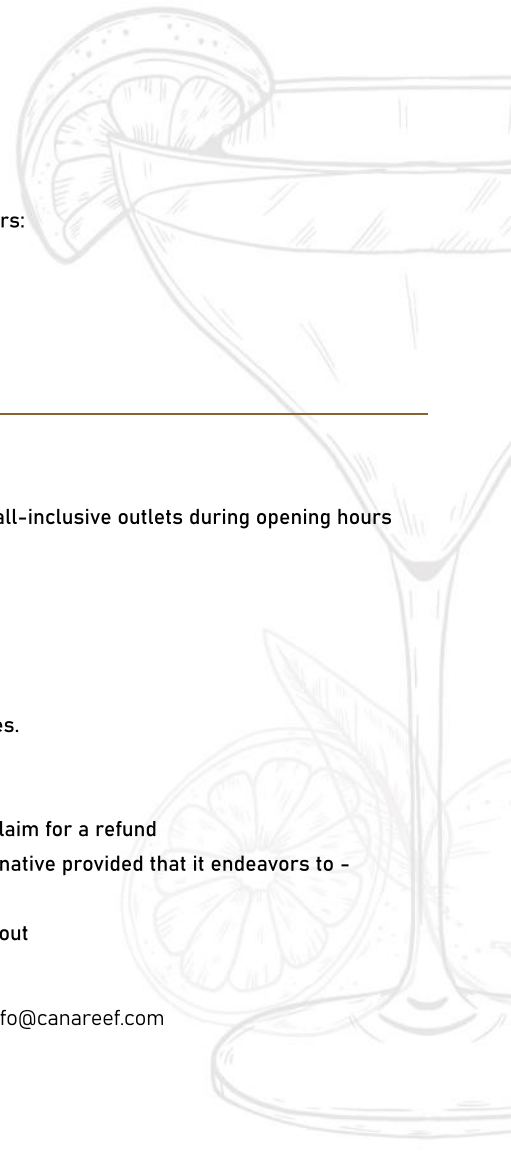 rs:
all-inclusive outlets during opening hours
es.
laim for a refund
native provided that it endeavors to -
out
fo@canareef.com